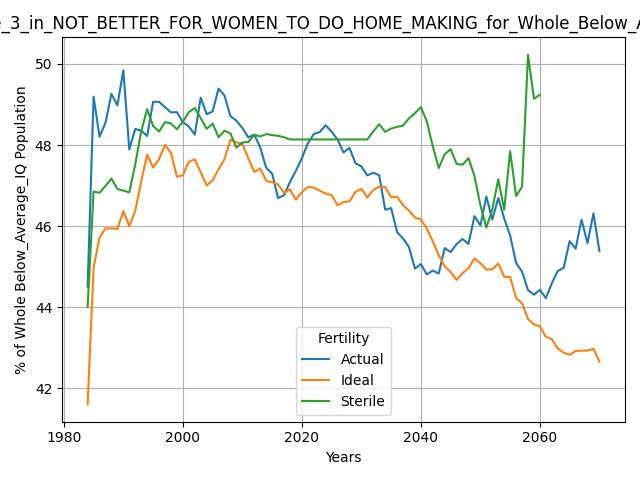 _3_in_NOT_BETTER_FOR_WOMEN_TO_DO_HOME_MAKING_for_Whole_Below_A
50
48
46
44
42
% of Whole Below_Average_IQ Population
Fertility
Actual
Ideal
Sterile
1980 2000 2020 2040 2060
Years